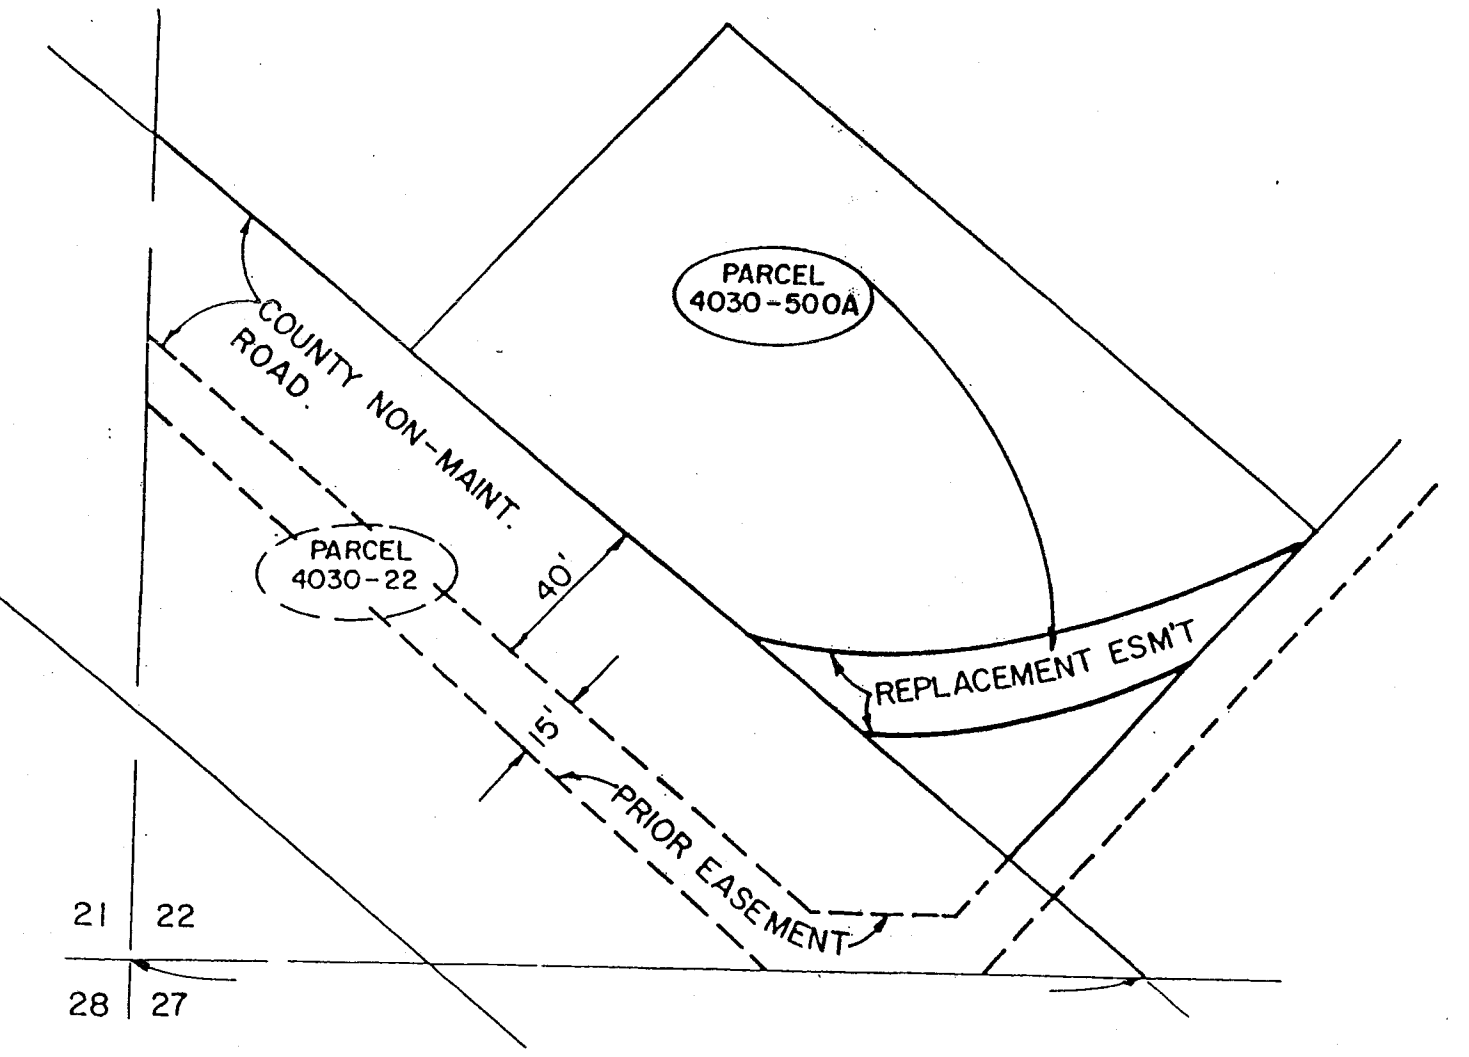 PARCEL
4030-500A
COUNTY NON-MAINT.
ROAD.
PARCEL
4030-22
40'
15'
REPLACEMENT ESM'T
PRIOR EASEMENT
21 22
28 27